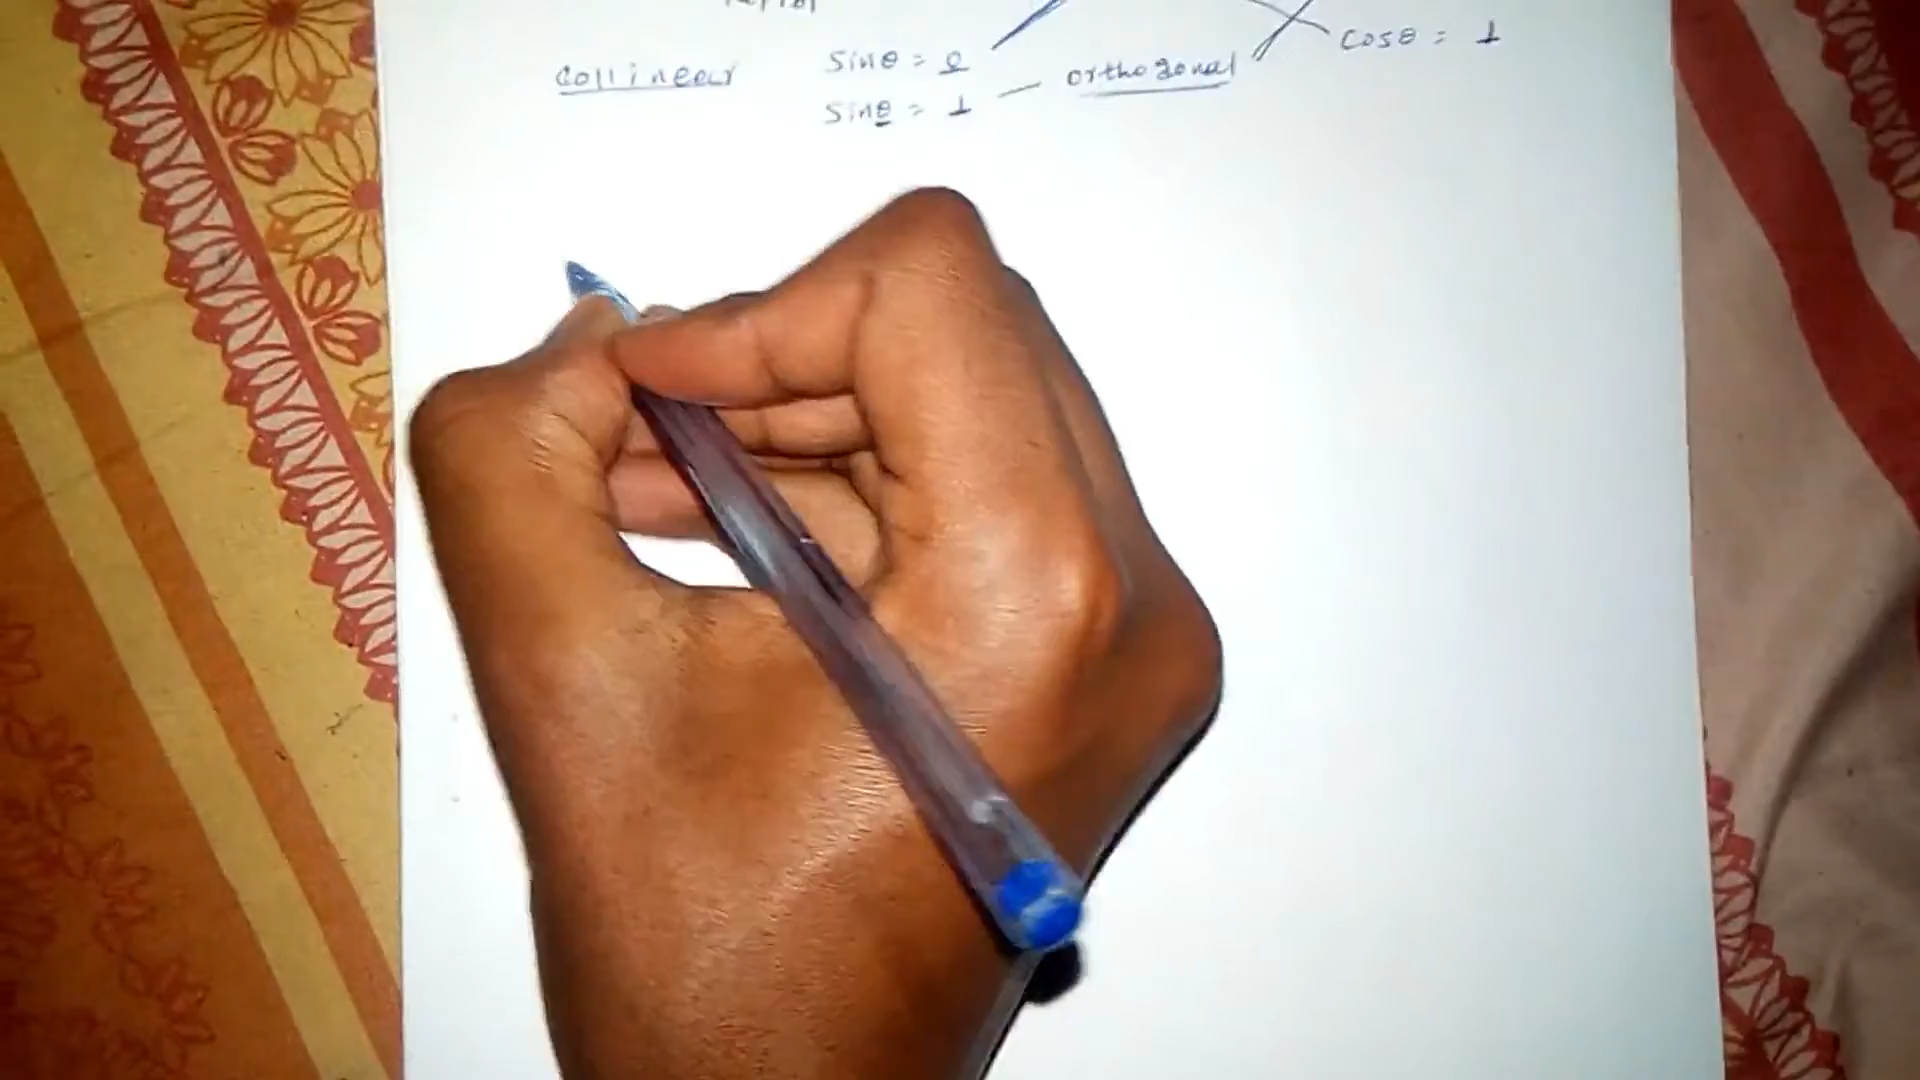 Collinear sinθ = 0 orthogonal cosθ = 1
sinθ = 1